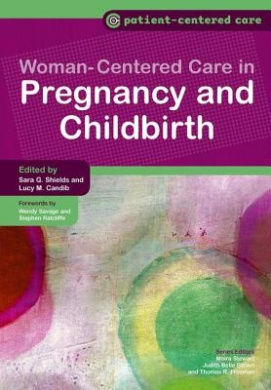 patient-centered care
Woman-Centered Care in
Pregnancy and
Childbirth
Edited by
Sara G. Shields and
Lucy M. Candib
Forewords by
Wendy Savage and
Stephen Ratcliffe
Series Editors
Moira Stewart
Judith Belle Brown
and Thomas R. Freeman